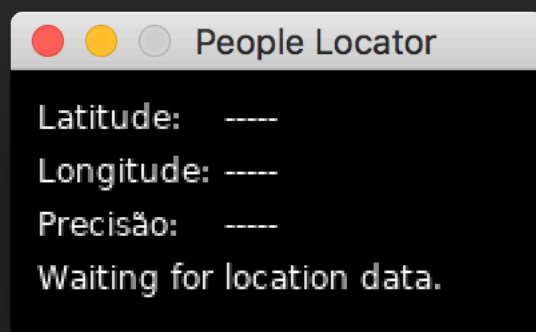 People Locator
Latitude: -----
Longitude: -----
Precisão: -----
Waiting for location data.